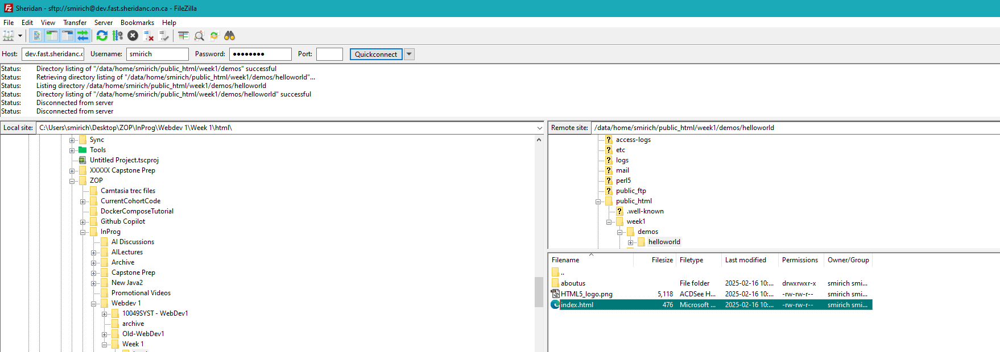 Sheridan - sftp://smirich@dev.fast.sheridanc.on.ca - FileZilla
File Edit View Transfer Server Bookmarks Help
Host: dev.fast.sheridanc. Username: smirich Password: ●●●●●●●● Port: Quickconnect
Status: Directory listing of "/data/home/smirich/public_html/week1/demos" successful
Status: Retrieving directory listing of "/data/home/smirich/public_html/week1/demos/helloworld"...
Status: Listing directory /data/home/smirich/public_html/week1/demos/helloworld
Status: Directory listing of "/data/home/smirich/public_html/week1/demos/helloworld" successful
Status: Disconnected from server
Status: Disconnected from server
Local site: C:\Users\smirich\Desktop\ZOP\InProg\Webdev 1\Week 1\html\
Sync
Tools
Untitled Project.tscproj
XXXXX Capstone Prep
ZOP
Camtasia trec files
CurrentCohortCode
DockerComposeTutorial
Github Copilot
InProg
AI Discussions
AILectures
Archive
Capstone Prep
New Java2
Promotional Videos
Webdev 1
10049SYST - WebDev1
archive
Old-WebDev1
Week 1
Remote site: /data/home/smirich/public_html/week1/demos/helloworld
? access-logs
? etc
? logs
? mail
? perl5
? public_ftp
public_html
? .well-known
week1
demos
helloworld
Filename Filesize Filetype Last modified Permissions Owner/Group
..
aboutus File folder 2025-02-16 10:... drwxrwxr-x smirich smi...
HTML5_logo.png 5,118 ACDSee H... 2025-02-16 10:... -rw-rw-r-- smirich smi...
index.html 476 Microsoft ... 2025-02-16 10:... -rw-rw-r-- smirich smi...